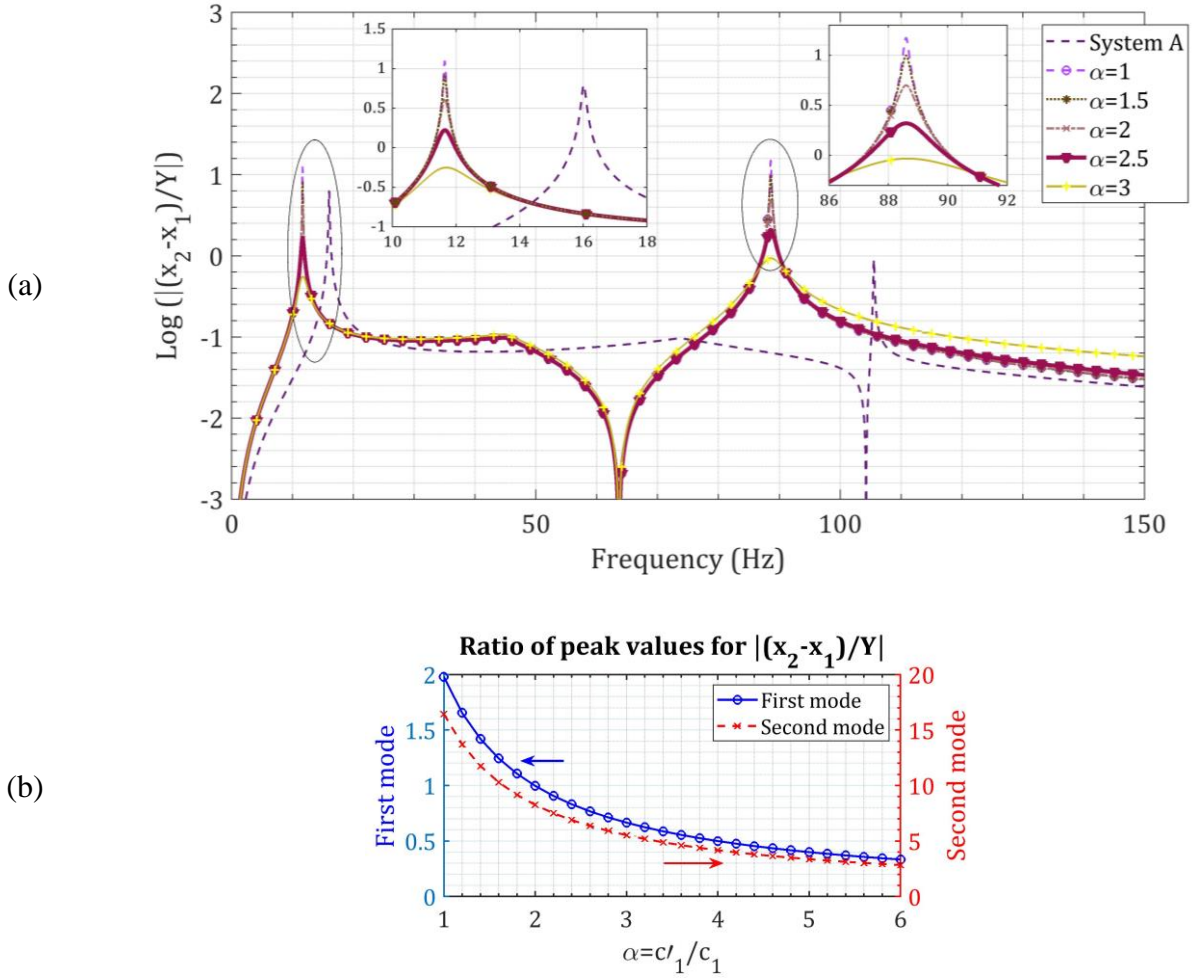 (a)
Log (|(x₂-x₁)/Y|
3
2
1
0
-1
-2
-3
0
50
100
150
Frequency (Hz)
1.5
1
0.5
0
-0.5
-1
10
12
14
16
18
1
0.5
0
86
88
90
92
System A
α=1
α=1.5
α=2
α=2.5
α=3
(b)
Ratio of peak values for |(x₂-x₁)/Y|
First mode
2
1.5
1
0.5
0
First mode
Second mode
20
15
10
5
0
Second mode
1
2
3
4
5
6
α=c′₁/c₁